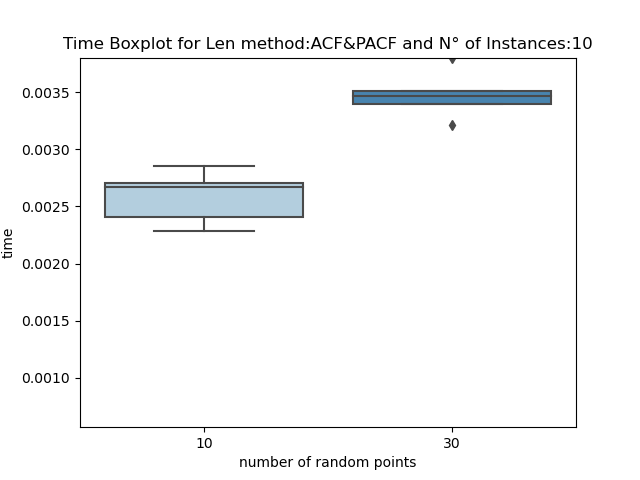 Time Boxplot for Len method:ACF&PACF and N° of Instances:10
0.0035
0.0030
0.0025
0.0020
0.0015
0.0010
time
10 30
number of random points